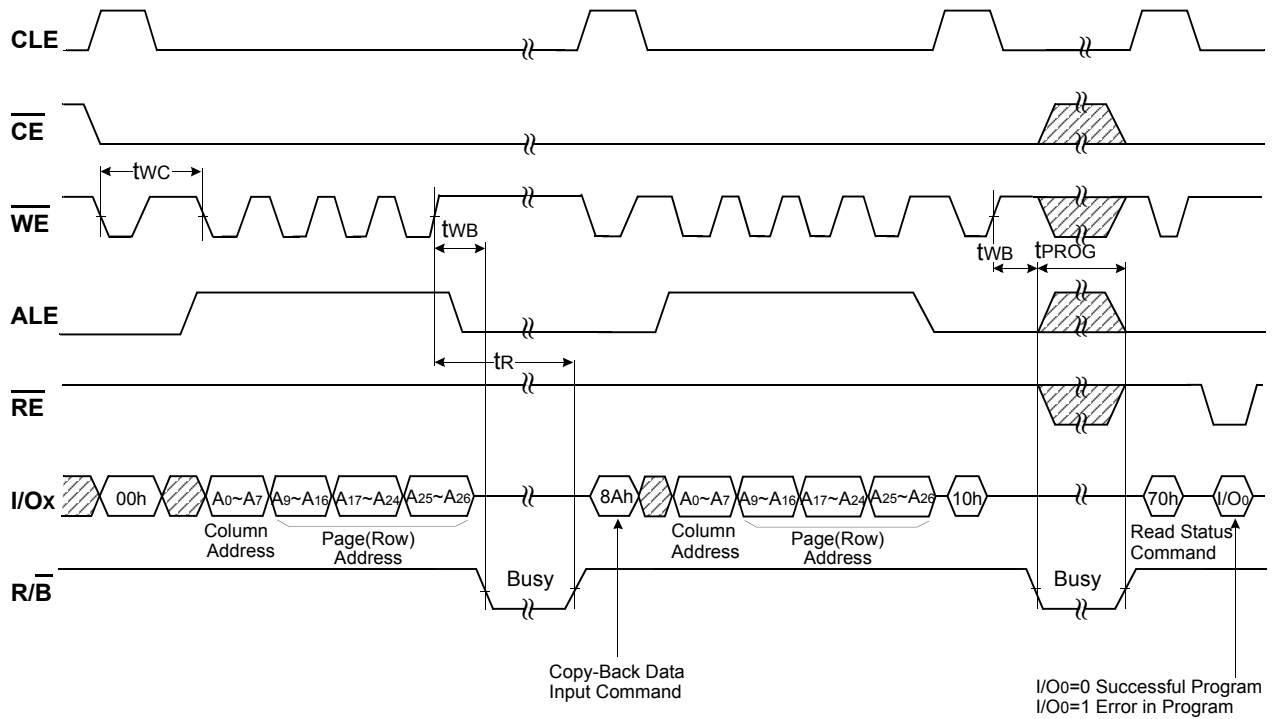 CLE
CE
tWC
WE
tWB
tWB
tPROG
ALE
tR
RE
I/Ox
00h
A0~A7
A9~A16
A17~A24
A25~A26
8Ah
A0~A7
A9~A16
A17~A24
A25~A26
10h
70h
I/O0
Column
Address
Page(Row)
Address
Column
Address
Page(Row)
Address
Read Status
Command
R/B
Busy
Busy
Copy-Back Data
Input Command
I/O0=0 Successful Program
I/O0=1 Error in Program